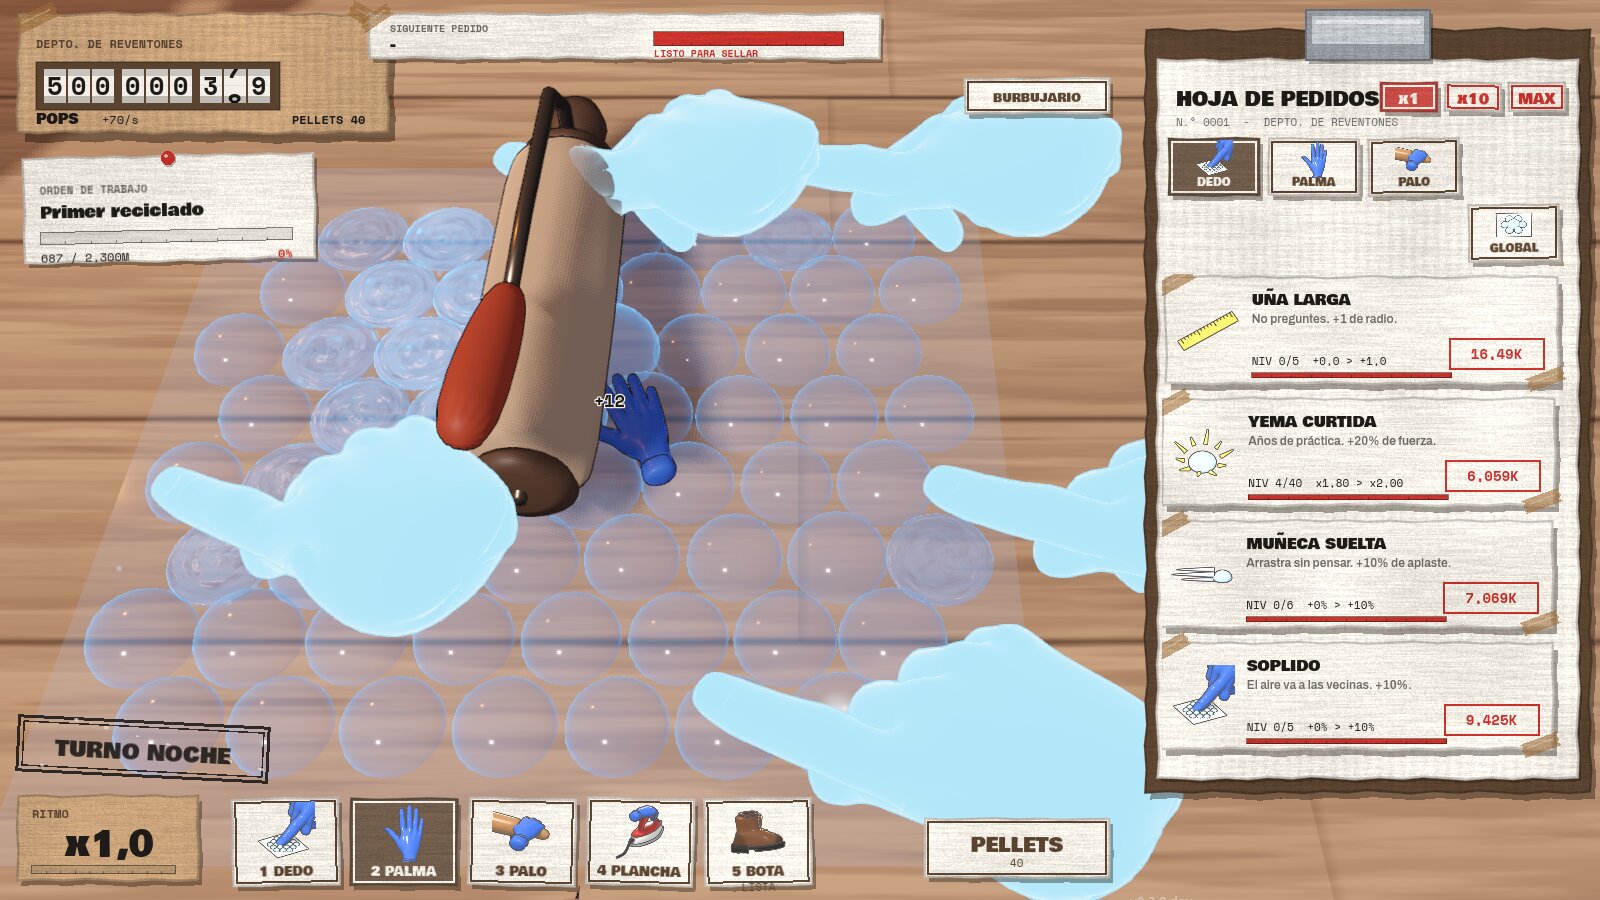 DEPTO. DE REVENTONES
POPS +70/s PELLETS 40
SIGUIENTE PEDIDO
-
LISTO PARA SELLAR
BURBUJARIO
ORDEN DE TRABAJO
Primer reciclado
687 / 2,300M 0%
+12
TURNO NOCHE
RITMO
x1,0
1 DEDO
2 PALMA
3 PALO
4 PLANCHA
5 BOTA
LISTA
PELLETS
40
HOJA DE PEDIDOS x1 x10 MAX
N.° 0001 - DEPTO. DE REVENTONES
DEDO
PALMA
PALO
GLOBAL
UÑA LARGA
No preguntes. +1 de radio.
NIV 0/5 +0,0 > +1,0
16,49K
YEMA CURTIDA
Años de práctica. +20% de fuerza.
NIV 4/40 x1,80 > x2,00
6,059K
MUÑECA SUELTA
Arrastra sin pensar. +10% de aplaste.
NIV 0/6 +0% > +10%
7,069K
SOPLIDO
El aire va a las vecinas. +10%.
NIV 0/5 +0% > +10%
9,425K